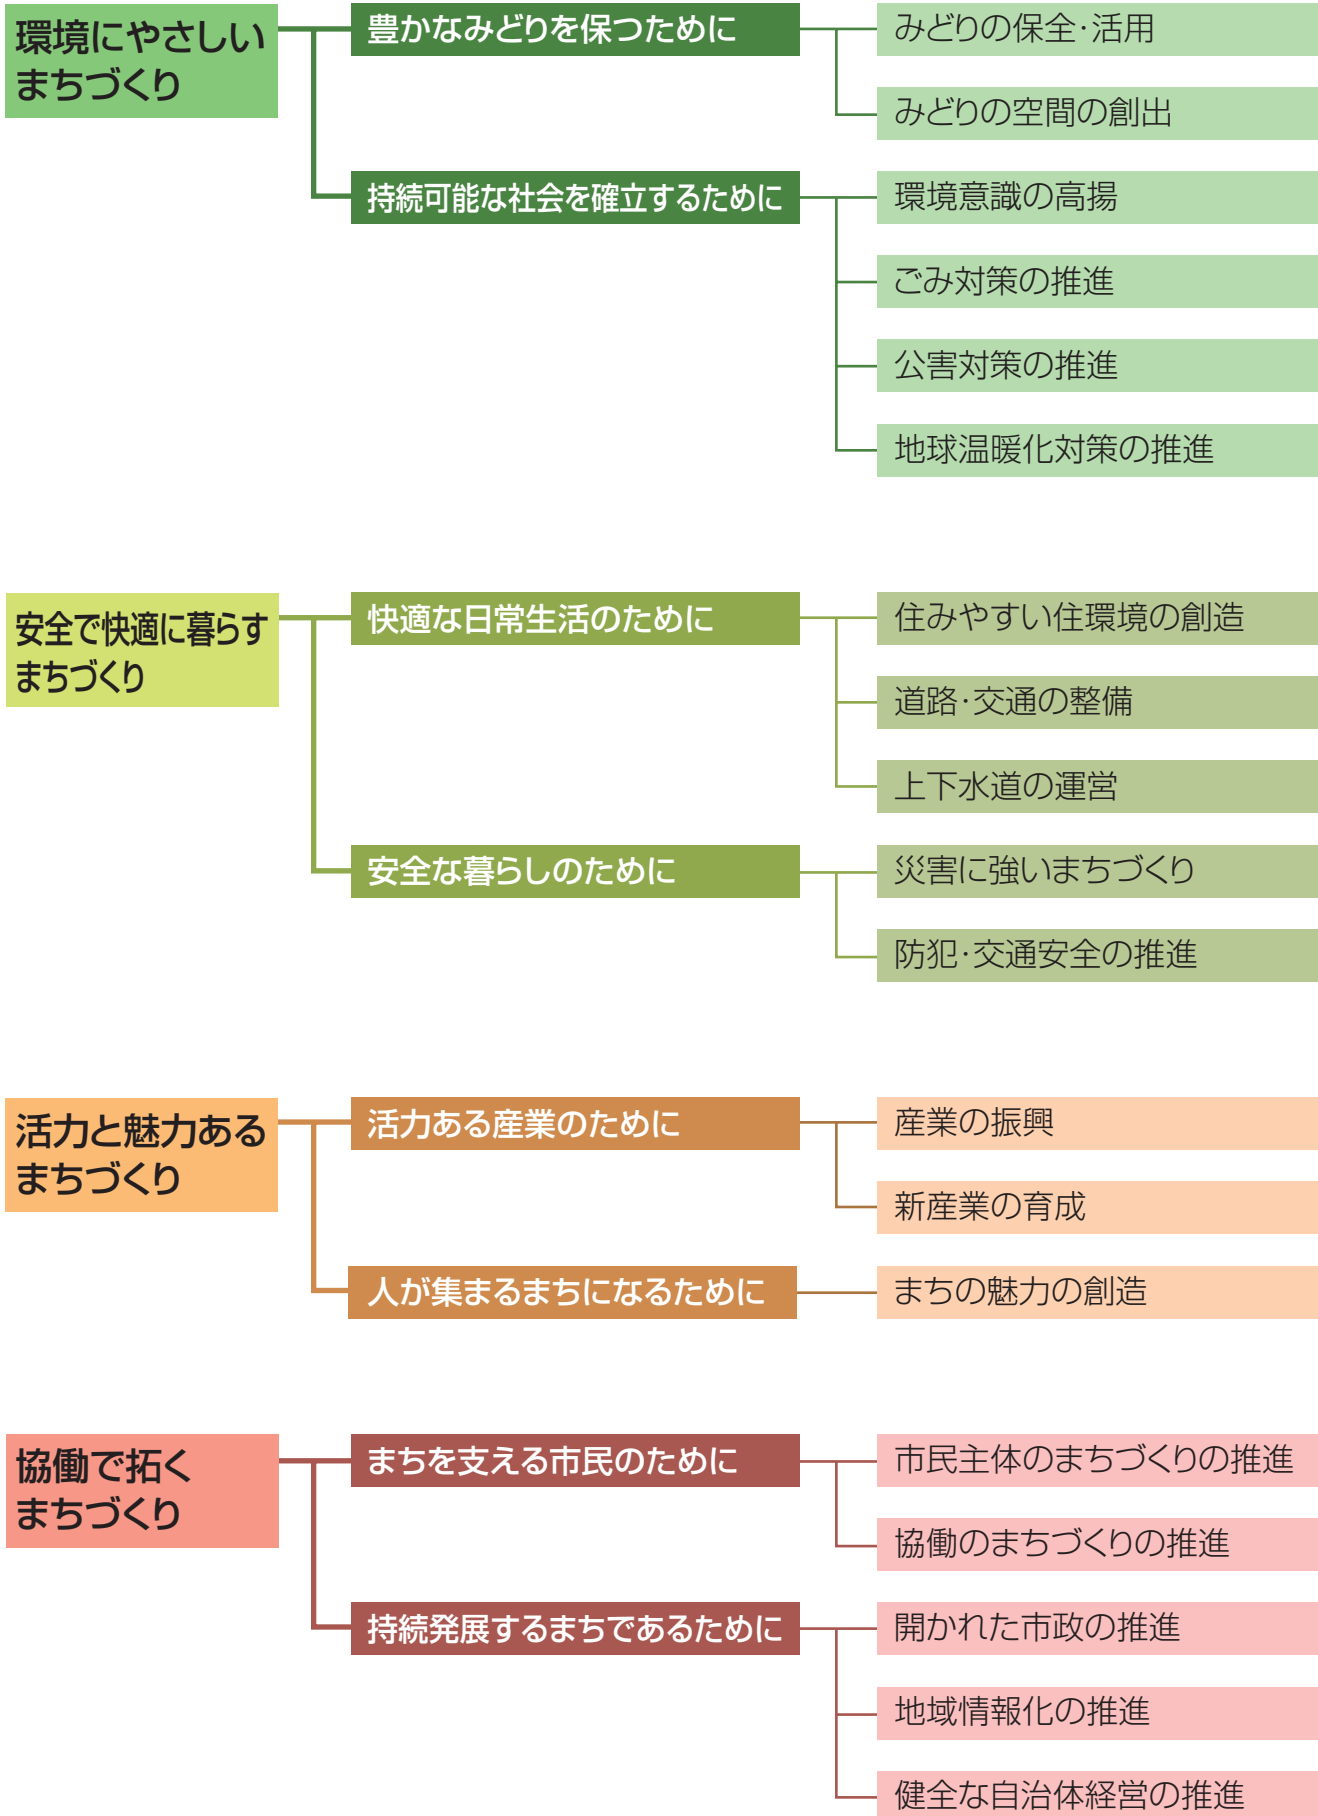 環境にやさしい
まちづくり
豊かなみどりを保つために
みどりの保全・活用
みどりの空間の創出
持続可能な社会を確立するために
環境意識の高揚
ごみ対策の推進
公害対策の推進
地球温暖化対策の推進
安全で快適に暮らす
まちづくり
快適な日常生活のために
住みやすい住環境の創造
道路・交通の整備
上下水道の運営
安全な暮らしのために
災害に強いまちづくり
防犯・交通安全の推進
活力と魅力ある
まちづくり
活力ある産業のために
産業の振興
新産業の育成
人が集まるまちになるために
まちの魅力の創造
協働で拓く
まちづくり
まちを支える市民のために
市民主体のまちづくりの推進
協働のまちづくりの推進
持続発展するまちであるために
開かれた市政の推進
地域情報化の推進
健全な自治体経営の推進